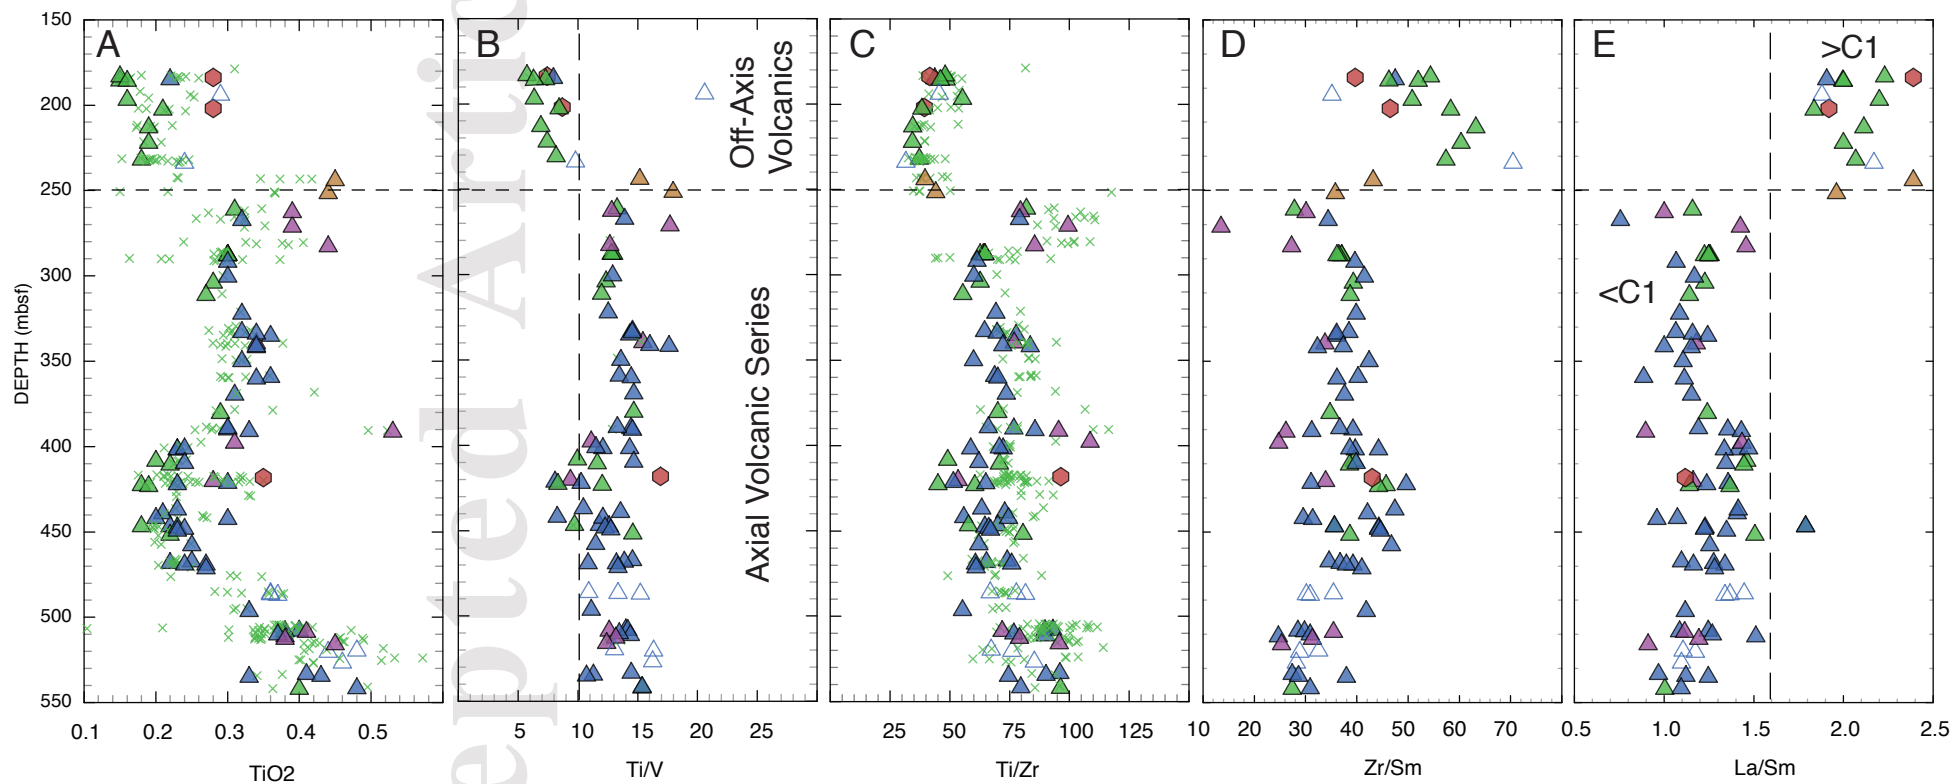 A
B
C
D
E
>C1
<C1
Off-Axis
Volcanics
Axial Volcanic Series
epted Artic
DEPTH (mbsf)
150
200
250
300
350
400
450
500
550
0.1 0.2 0.3 0.4 0.5
5 10 15 20 25
25 50 75 100 125
10 20 30 40 50 60 70 80
0.5 1.0 1.5 2.0 2.5
TiO2
Ti/V
Ti/Zr
Zr/Sm
La/Sm